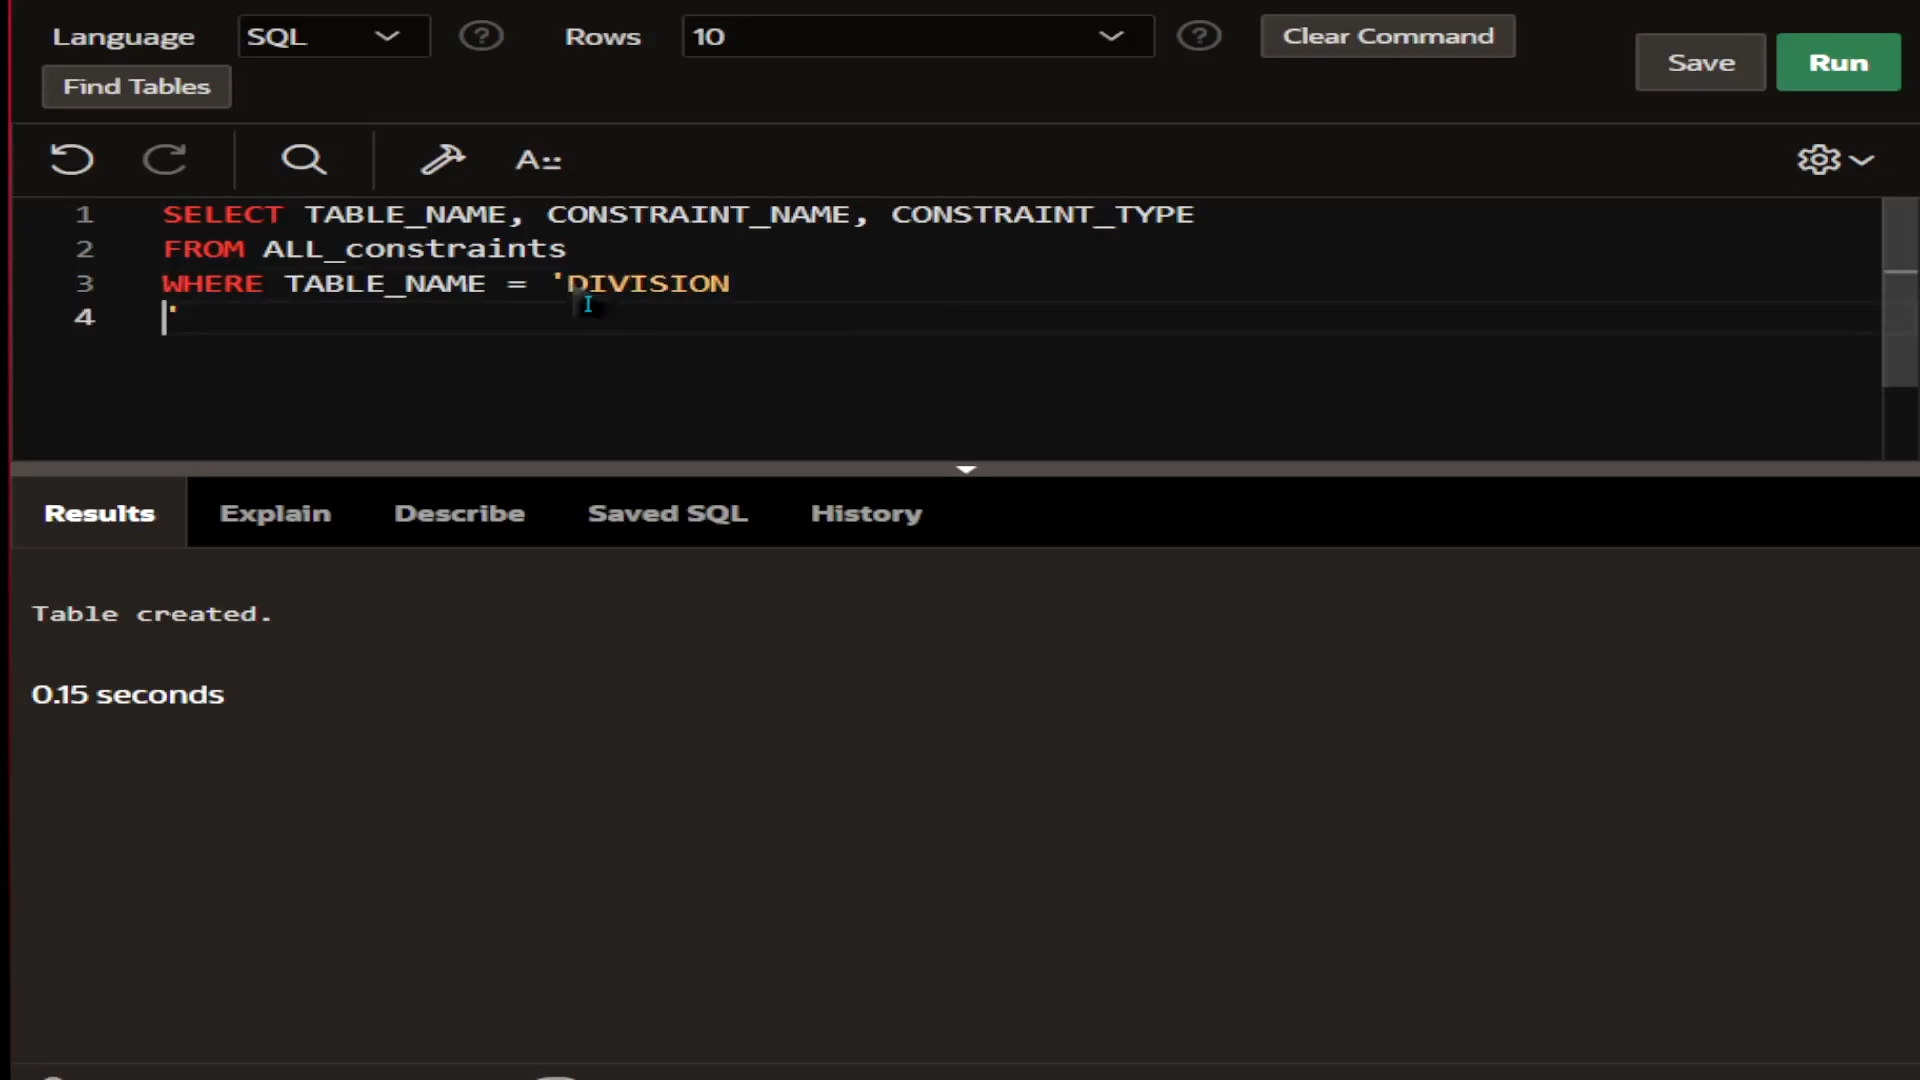 Language SQL Rows 10 Clear Command
Save Run
Find Tables
A::
1 SELECT TABLE_NAME, CONSTRAINT_NAME, CONSTRAINT_TYPE
2 FROM ALL_constraints
3 WHERE TABLE_NAME = 'DIVISION
4 '
Results Explain Describe Saved SQL History
Table created.
0.15 seconds